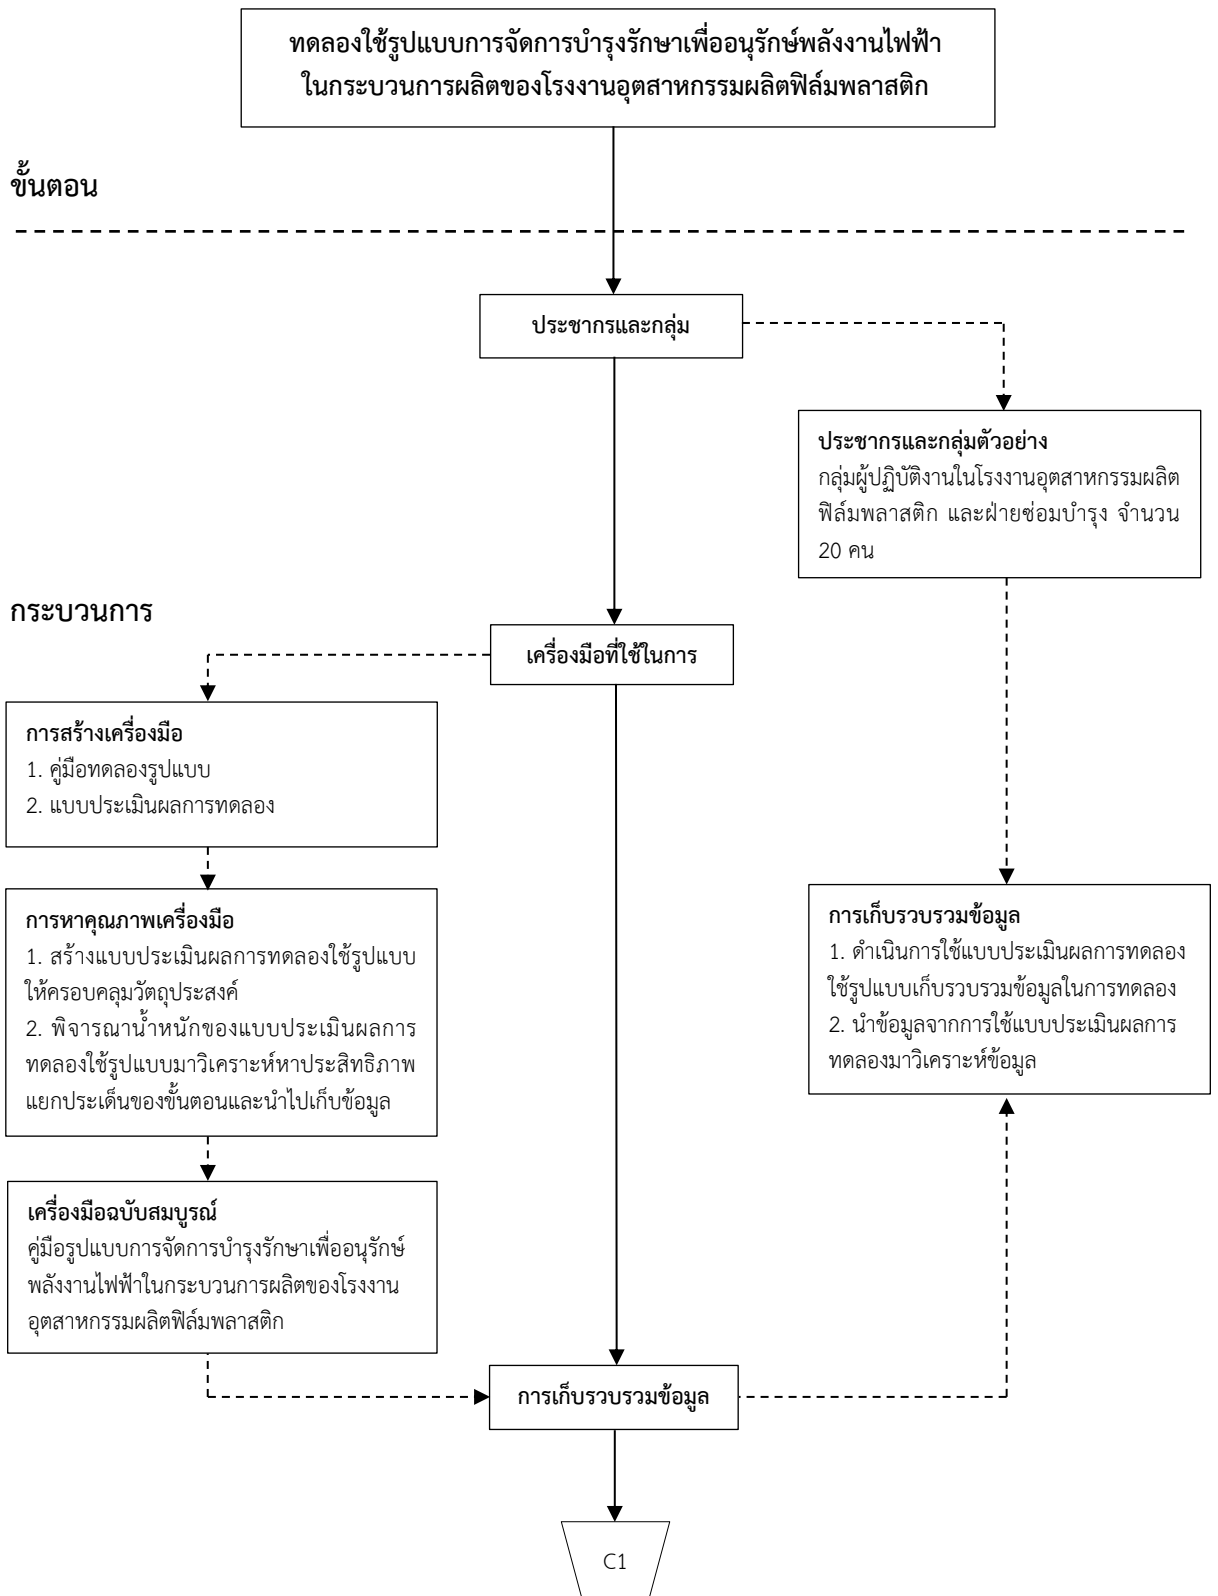 ทดลองใช้รูปแบบการจัดการบำรุงรักษาเพื่ออนุรักษ์พลังงานไฟฟ้า
ในกระบวนการผลิตของโรงงานอุตสาหกรรมผลิตฟิล์มพลาสติก
ขั้นตอน
ประชากรและกลุ่ม
ประชากรและกลุ่มตัวอย่าง
กลุ่มผู้ปฏิบัติงานในโรงงานอุตสาหกรรมผลิต
ฟิล์มพลาสติก และฝ่ายซ่อมบำรุง จำนวน
20 คน
กระบวนการ
เครื่องมือที่ใช้ในการ
การสร้างเครื่องมือ
1. คู่มือทดลองรูปแบบ
2. แบบประเมินผลการทดลอง
การหาคุณภาพเครื่องมือ
1. สร้างแบบประเมินผลการทดลองใช้รูปแบบ
ให้ครอบคลุมวัตถุประสงค์
2. พิจารณาน้ำหนักของแบบประเมินผลการ
ทดลองใช้รูปแบบมาวิเคราะห์หาประสิทธิภาพ
แยกประเด็นของขั้นตอนและนำไปเก็บข้อมูล
การเก็บรวบรวมข้อมูล
1. ดำเนินการใช้แบบประเมินผลการทดลอง
ใช้รูปแบบเก็บรวบรวมข้อมูลในการทดลอง
2. นำข้อมูลจากการใช้แบบประเมินผลการ
ทดลองมาวิเคราะห์ข้อมูล
เครื่องมือฉบับสมบูรณ์
คู่มือรูปแบบการจัดการบำรุงรักษาเพื่ออนุรักษ์
พลังงานไฟฟ้าในกระบวนการผลิตของโรงงาน
อุตสาหกรรมผลิตฟิล์มพลาสติก
การเก็บรวบรวมข้อมูล
C1